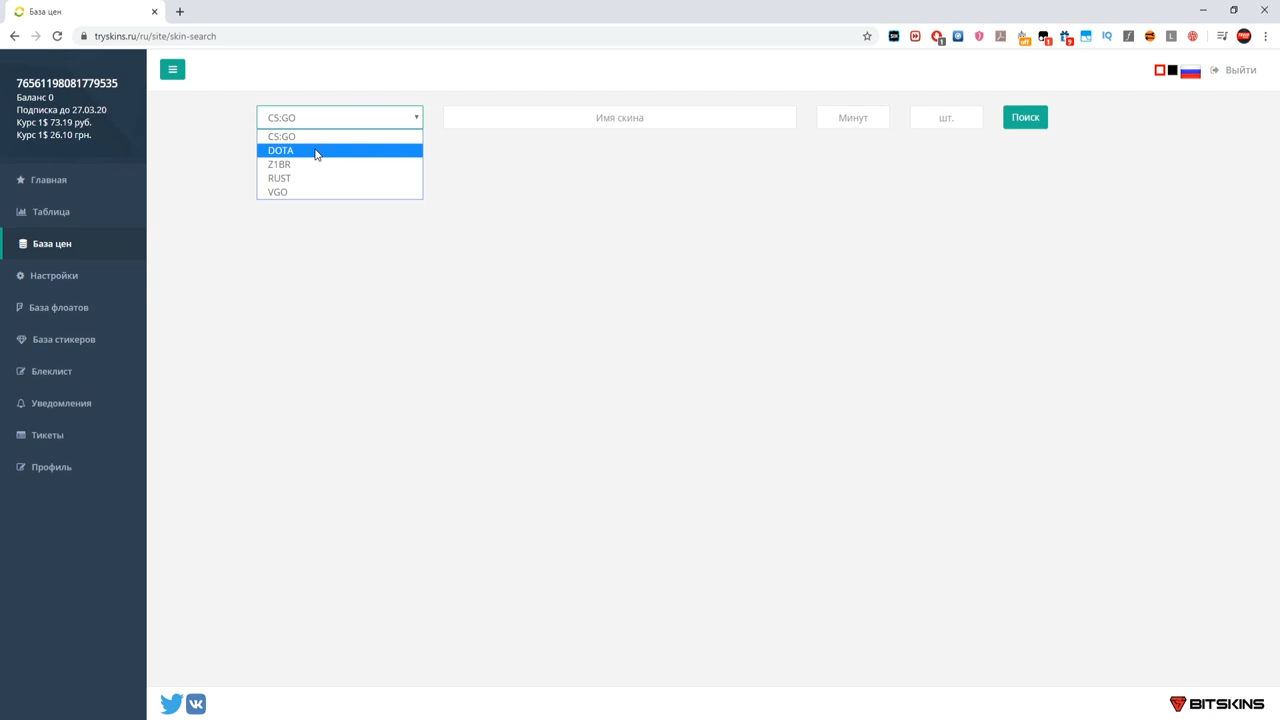 База цен
tryskins.ru/ru/site/skin-search
76561198081779535
Баланс 0
Подписка до 27.03.20
Курс 1$ 73.19 руб.
Курс 1$ 26.10 грн.
Главная
Таблица
База цен
Настройки
База флоатов
База стикеров
Блеклист
Уведомления
Тикеты
Профиль
Выйти
CS:GO
Имя скина
Минут
шт.
Поиск
CS:GO
DOTA
Z1BR
RUST
VGO
BITSKINS